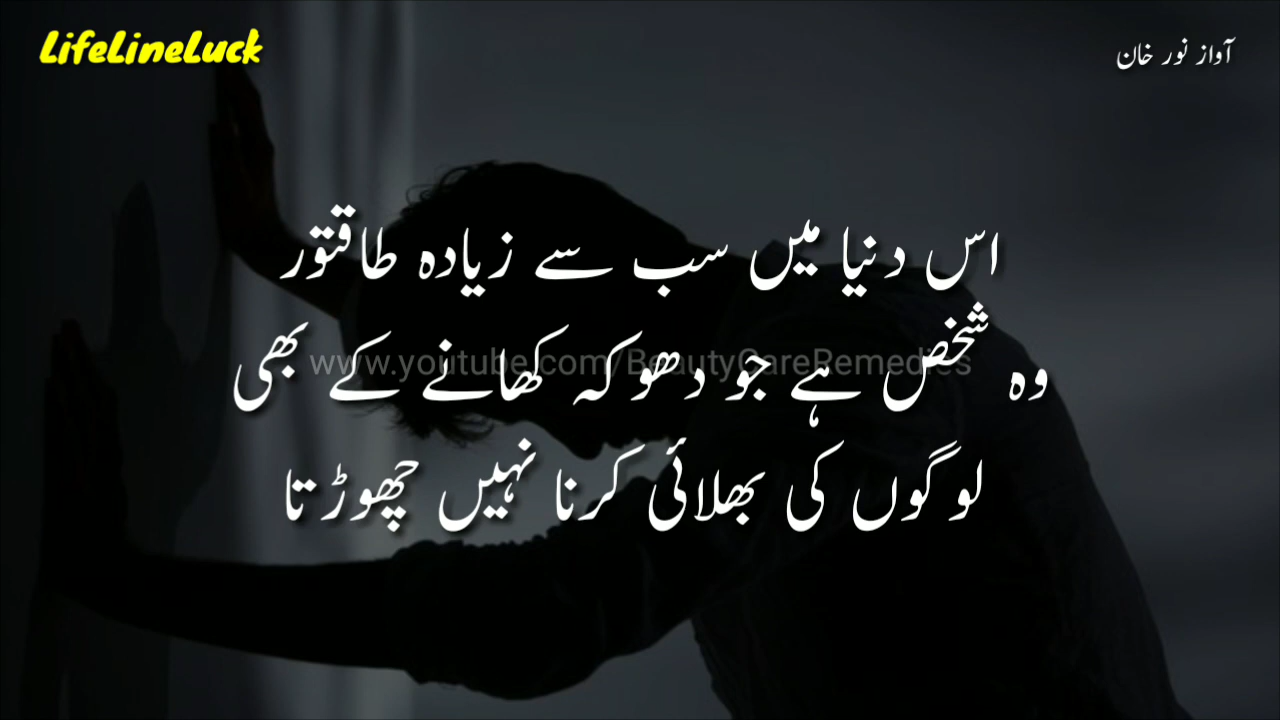 LifeLineLuck
آواز نور خان
اس دنیا میں سب سے زیادہ طاقتور
وہ شخص ہے جو دھوکہ کھانے کے بھی
www.youtube.com/BeautyCareRemedies
لوگوں کی بھلائی کرنا نہیں چھوڑتا